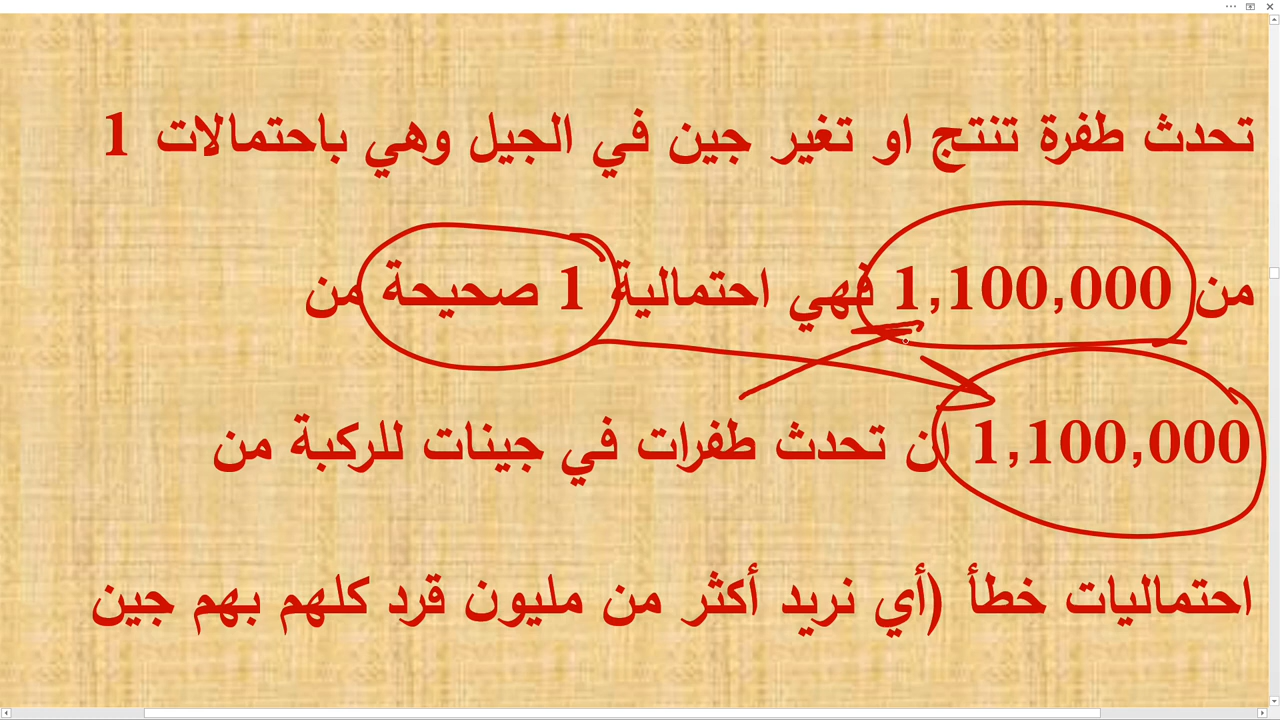 تحدث طفرة تنتج او تغير جين في الجيل وهي باحتمالات 1
من 1,100,000 فهي احتمالية 1 صحيحة من
1,100,000 ان تحدث طفرات في جينات للركبة من
احتماليات خطأ (أي نريد أكثر من مليون قرد كلهم بهم جين